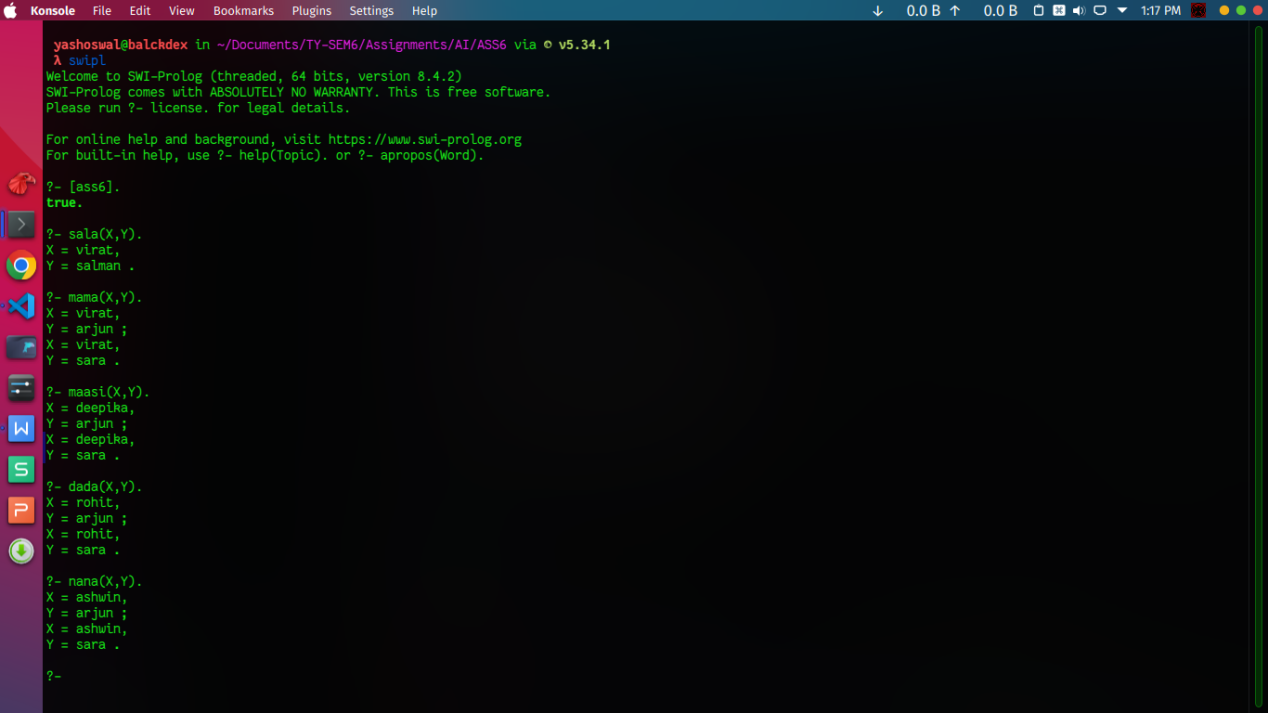 Konsole File Edit View Bookmarks Plugins Settings Help 0.0 B 0.0 B 1:17 PM
yashoswal@balckdex in ~/Documents/TY-SEM6/Assignments/AI/ASS6 via v5.34.1
λ swipl
Welcome to SWI-Prolog (threaded, 64 bits, version 8.4.2)
SWI-Prolog comes with ABSOLUTELY NO WARRANTY. This is free software.
Please run ?- license. for legal details.
For online help and background, visit https://www.swi-prolog.org
For built-in help, use ?- help(Topic). or ?- apropos(Word).
?- [ass6].
true.
?- sala(X,Y).
X = virat,
Y = salman .
?- mama(X,Y).
X = virat,
Y = arjun ;
X = virat,
Y = sara .
?- maasi(X,Y).
X = deepika,
Y = arjun ;
X = deepika,
Y = sara .
?- dada(X,Y).
X = rohit,
Y = arjun ;
X = rohit,
Y = sara .
?- nana(X,Y).
X = ashwin,
Y = arjun ;
X = ashwin,
Y = sara .
?-